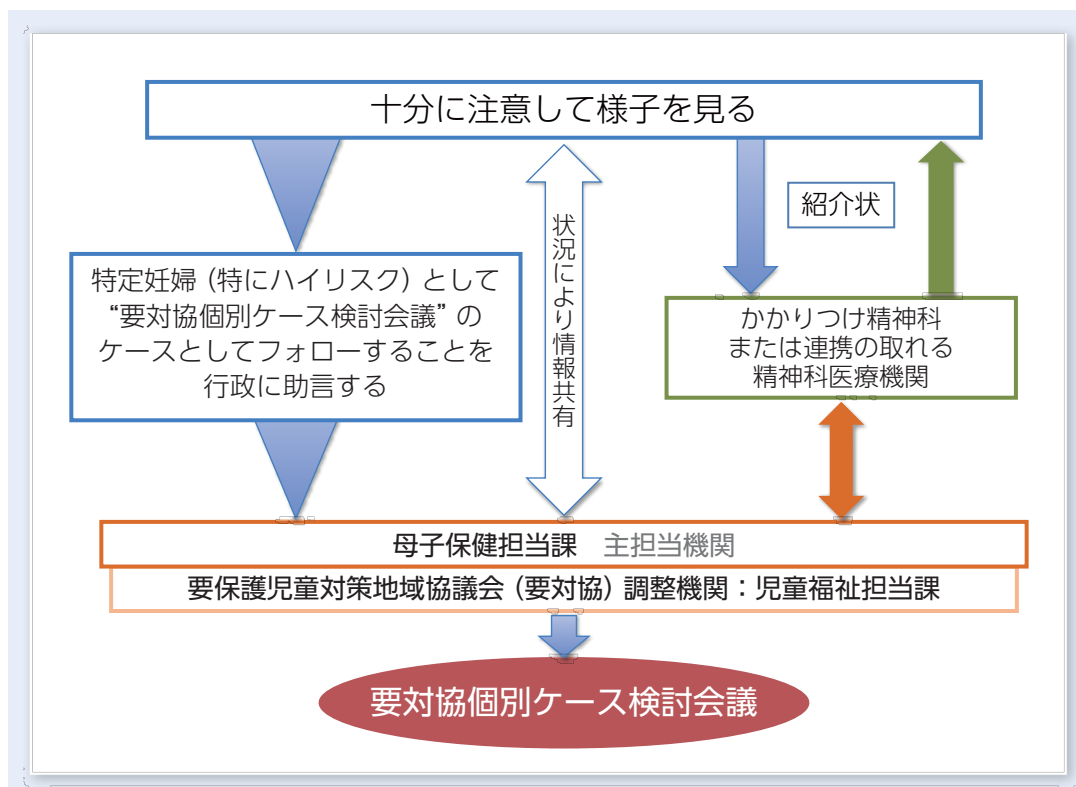 十分に注意して様子を見る
紹介状
状況により情報共有
特定妊婦（特にハイリスク）として
“要対協個別ケース検討会議”の
ケースとしてフォローすることを
行政に助言する
かかりつけ精神科
または連携の取れる
精神科医療機関
母子保健担当課　主担当機関
要保護児童対策地域協議会（要対協）調整機関：児童福祉担当課
要対協個別ケース検討会議